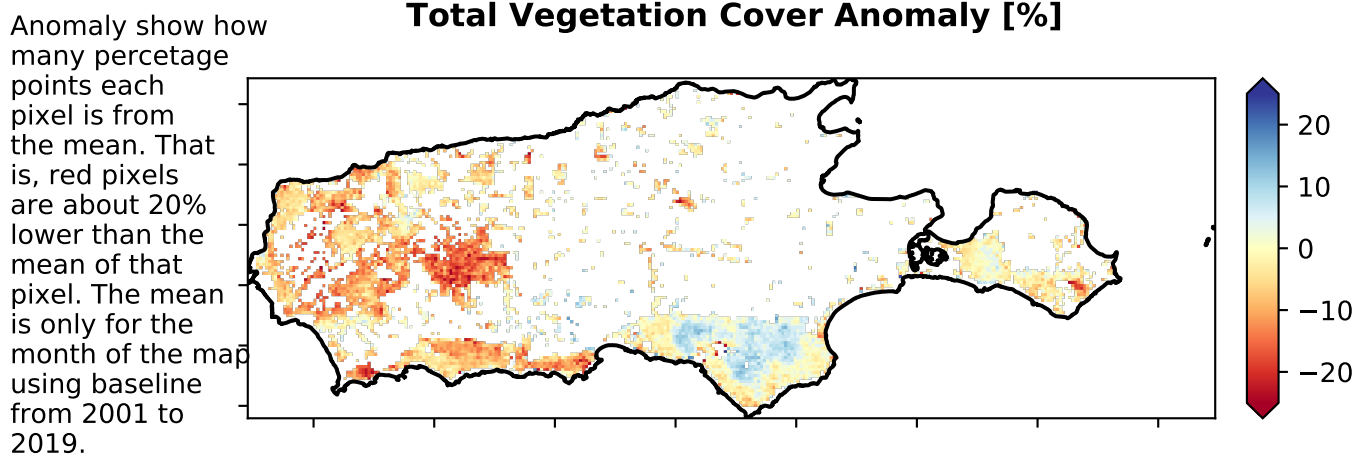 Total Vegetation Cover Anomaly [%]
Anomaly show how
many percetage
points each
pixel is from
the mean. That
is, red pixels
are about 20%
lower than the
mean of that
pixel. The mean
is only for the
month of the map
using baseline
from 2001 to
2019.
20
10
0
−10
−20